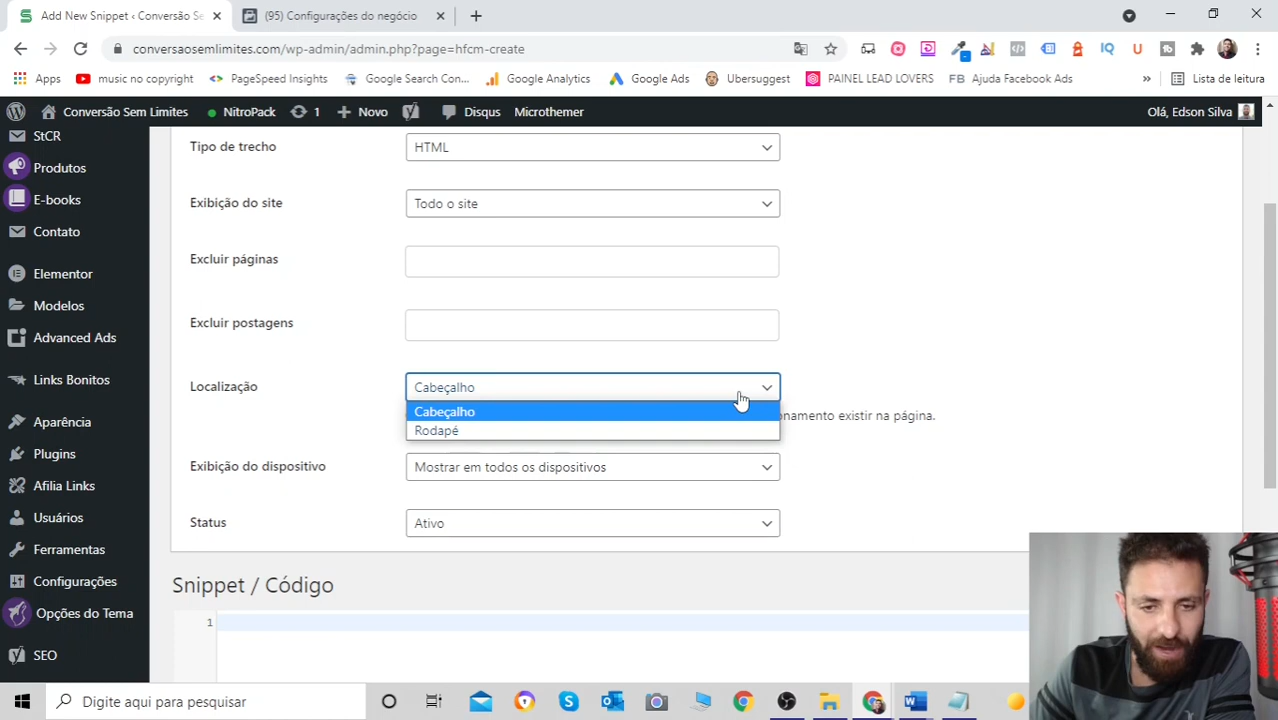 Add New Snippet ‹ Conversão Se
(95) Configurações do negócio
conversaosemlimites.com/wp-admin/admin.php?page=hfcm-create
Apps music no copyright PageSpeed Insights Google Search Con... Google Analytics Google Ads Ubersuggest PAINEL LEAD LOVERS FB Ajuda Facebook Ads » Lista de leitura
Conversão Sem Limites NitroPack 1 Novo Disqus Microthemer Olá, Edson Silva
StCR
Produtos
E-books
Contato
Elementor
Modelos
Advanced Ads
Links Bonitos
Aparência
Plugins
Afilia Links
Usuários
Ferramentas
Configurações
Opções do Tema
SEO
Tipo de trecho HTML
Exibição do site Todo o site
Excluir páginas
Excluir postagens
Localização Cabeçalho
Cabeçalho
onamento existir na página.
Rodapé
Exibição do dispositivo Mostrar em todos os dispositivos
Status Ativo
Snippet / Código
1
Digite aqui para pesquisar